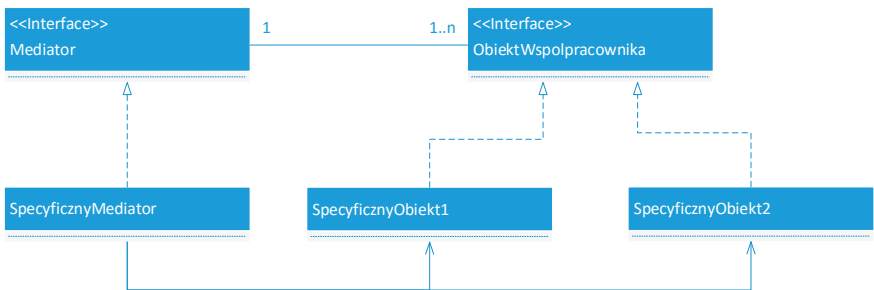 <<Interface>>
Mediator
1
1..n
<<Interface>>
ObiektWspolpracownika
SpecyficznyMediator
SpecyficznyObiekt1
SpecyficznyObiekt2